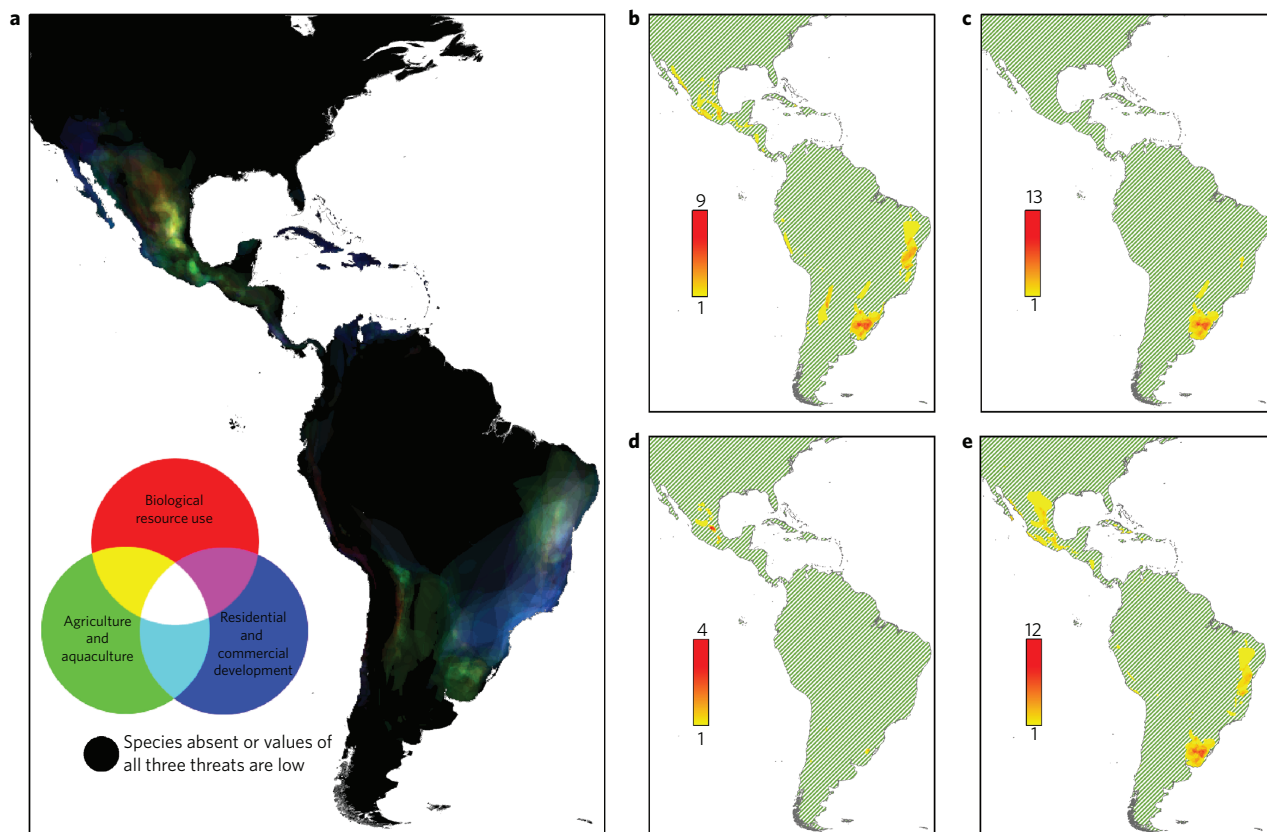 a
Biological
resource use
Agriculture
and
aquaculture
Residential
and
commercial
development
Species absent or values of
all three threats are low
b
9
1
c
13
1
d
4
1
e
12
1